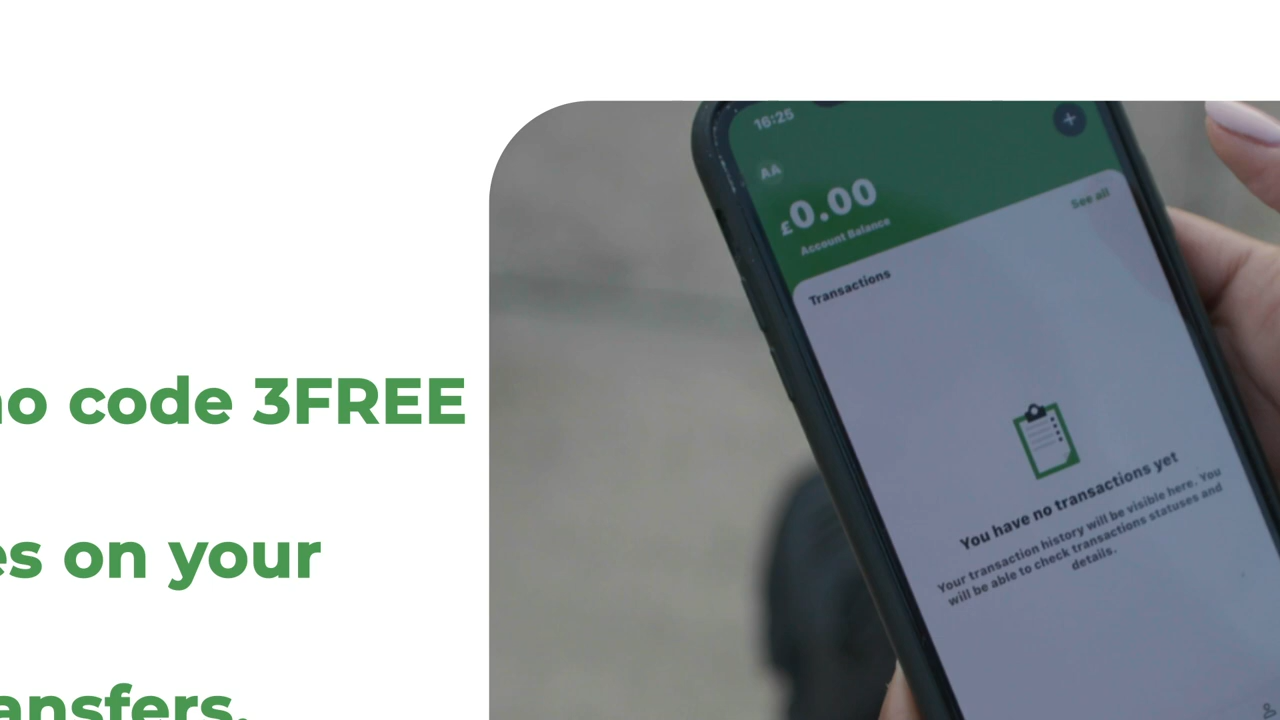 no code 3FREE
es on your
ansfers.
16:25
AA
£0.00
Account Balance
See all
Transactions
You have no transactions yet
Your transaction history will be visible here. You
will be able to check transactions statuses and
details.